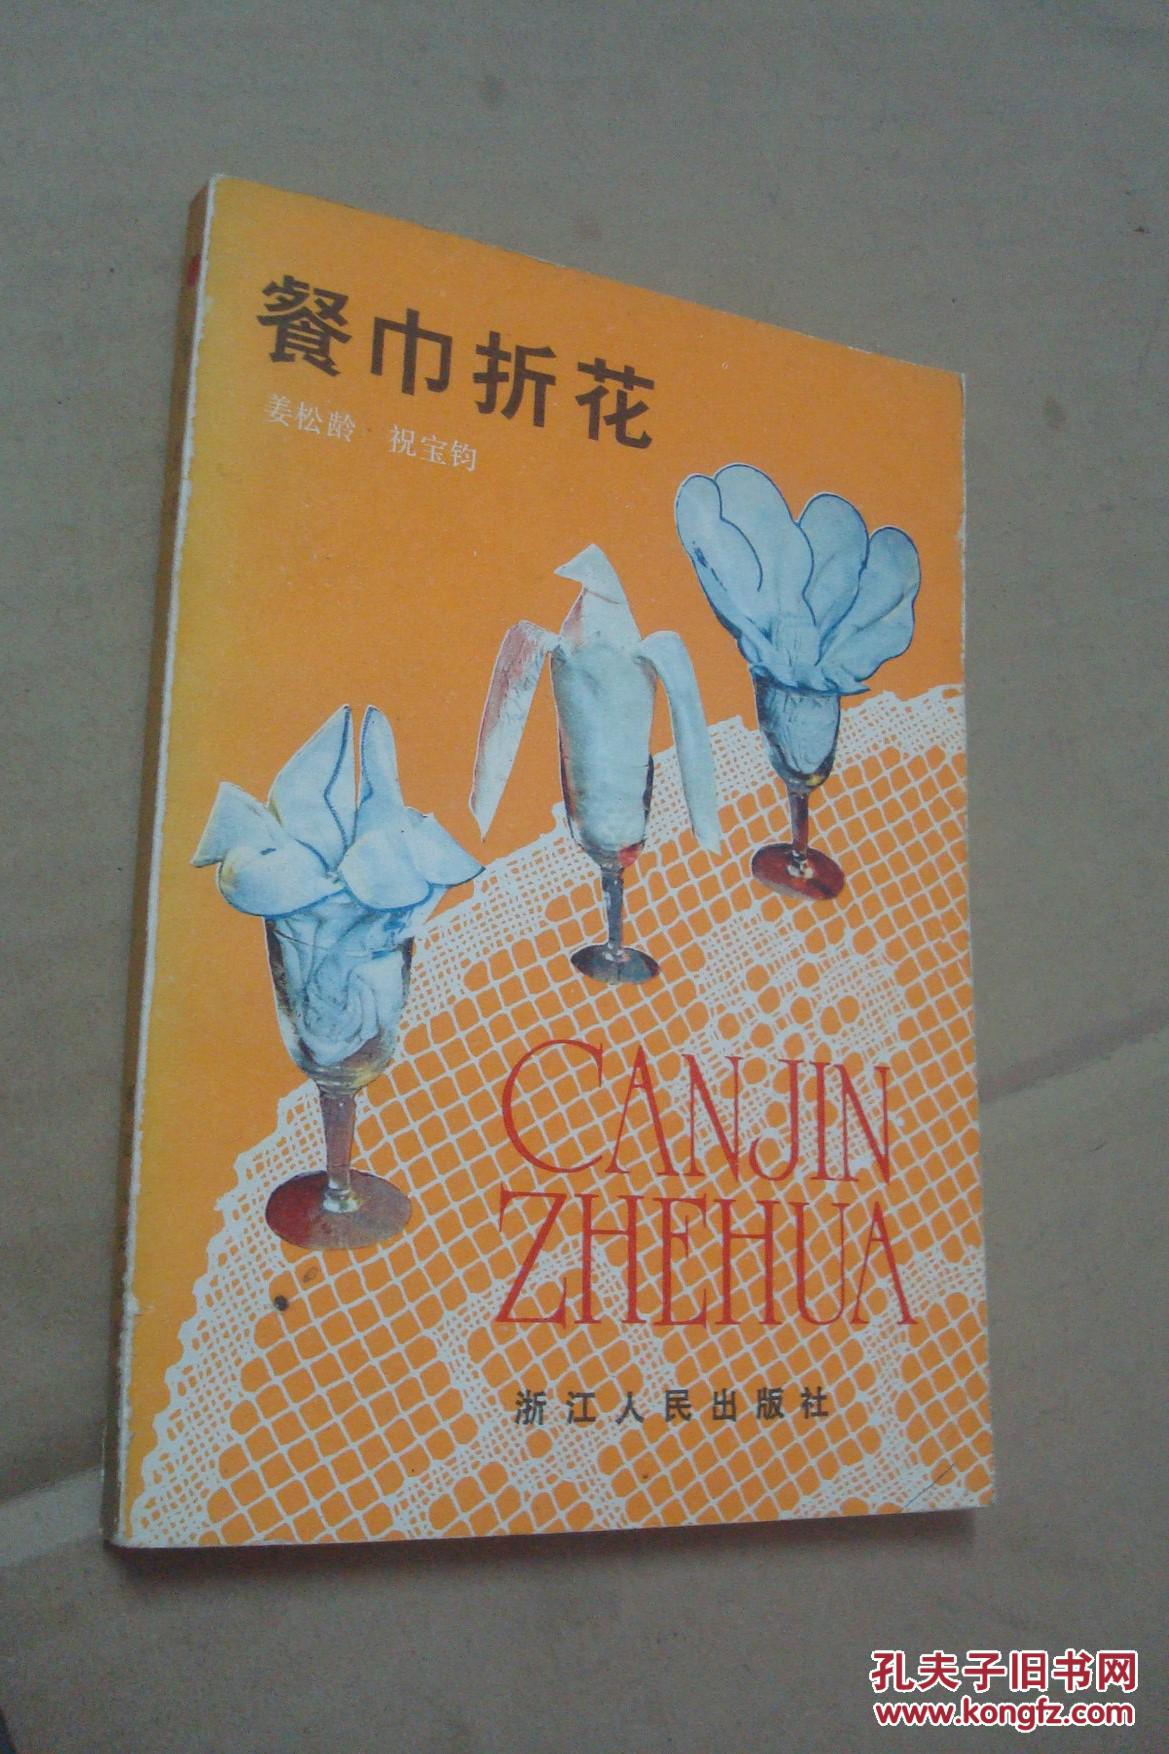 餐巾折花
姜松龄 祝宝钧
CANJIN
ZHEHUA
浙江人民出版社
孔夫子旧书网
www.kongfz.com